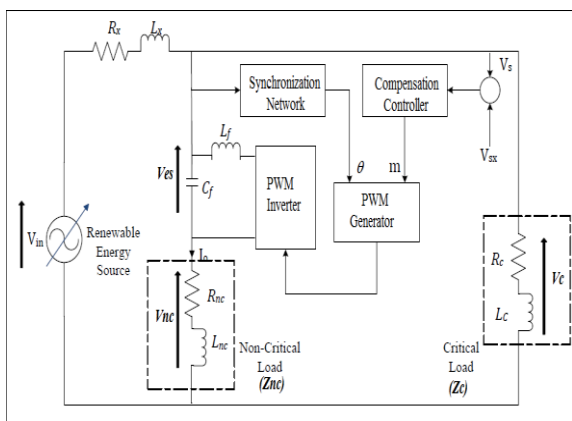 Rx
Lx
Vs
Synchronization
Network
Compensation
Controller
Vsx
Lf
θ
m
Ves
Cf
PWM
Inverter
PWM
Generator
Vin
Renewable
Energy
Source
Vnc
Rnc
Lnc
Non-Critical
Load
(Znc)
Critical
Load
(Zc)
Rc
LC
Vc